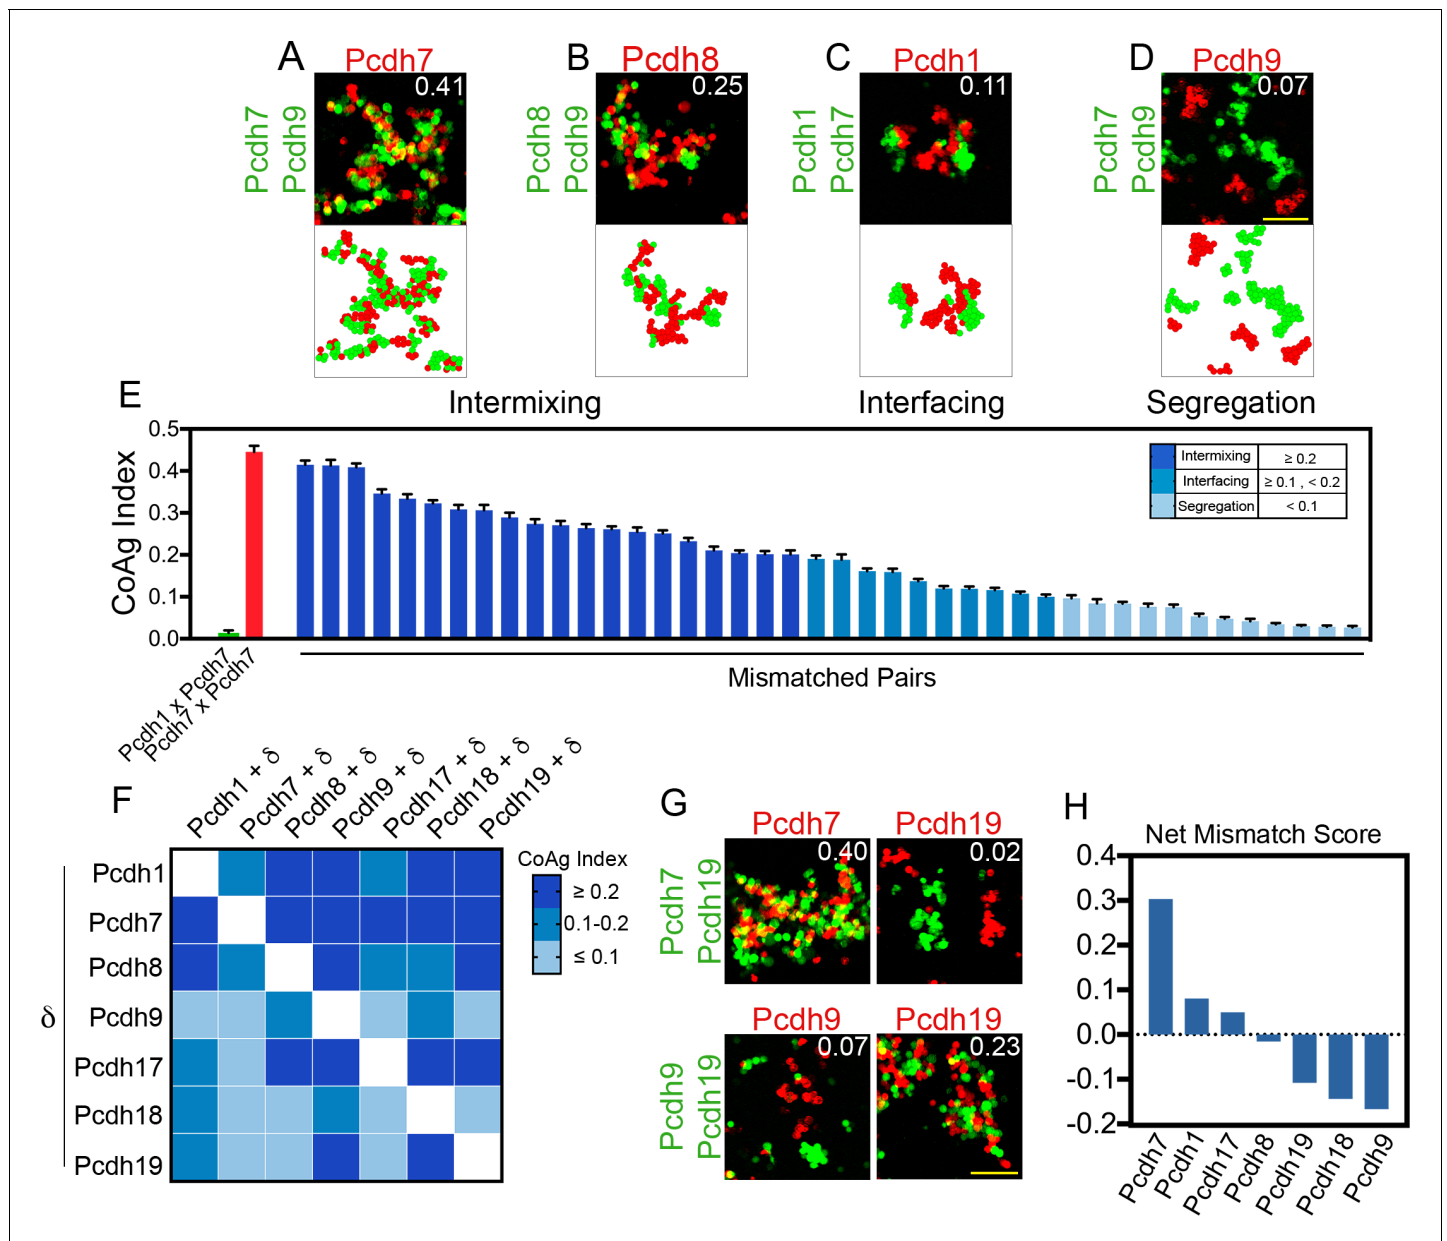 A
Pcdh7
Pcdh7
Pcdh9
0.41
B
Pcdh8
Pcdh8
Pcdh9
0.25
C
Pcdh1
Pcdh1
Pcdh7
0.11
D
Pcdh9
Pcdh7
Pcdh9
0.07
E
Intermixing
Interfacing
Segregation
CoAg Index
0.5
0.4
0.3
0.2
0.1
0.0
Intermixing ≥ 0.2
Interfacing ≥ 0.1 , < 0.2
Segregation < 0.1
Pcdh1 x Pcdh7
Pcdh7 x Pcdh7
Mismatched Pairs
F
Pcdh1 + δ
Pcdh7 + δ
Pcdh8 + δ
Pcdh9 + δ
Pcdh17 + δ
Pcdh18 + δ
Pcdh19 + δ
δ
Pcdh1
Pcdh7
Pcdh8
Pcdh9
Pcdh17
Pcdh18
Pcdh19
CoAg Index
≥ 0.2
0.1-0.2
≤ 0.1
G
Pcdh7
Pcdh19
Pcdh7
Pcdh19
0.40
0.02
Pcdh9
Pcdh19
Pcdh9
Pcdh19
0.07
0.23
H
Net Mismatch Score
0.4
0.3
0.2
0.1
0.0
-0.1
-0.2
Pcdh7
Pcdh1
Pcdh17
Pcdh8
Pcdh19
Pcdh18
Pcdh9